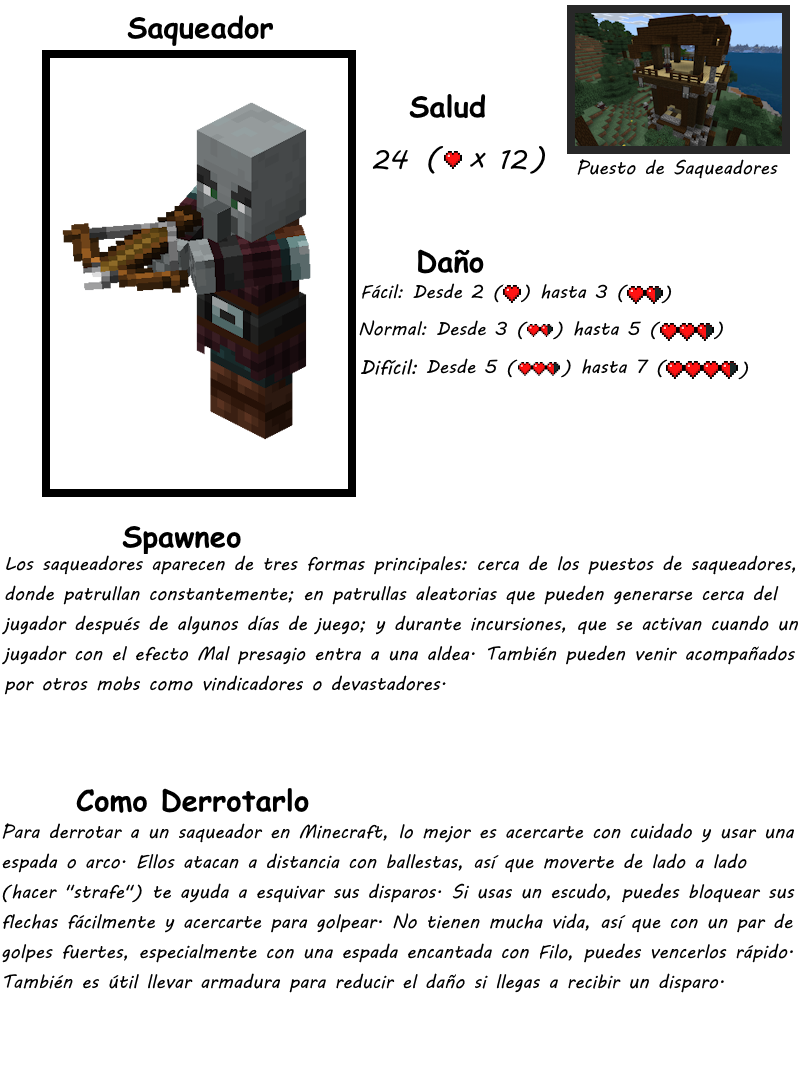 Saqueador
Salud
24 (x 12)
Puesto de Saqueadores
Daño
Fácil: Desde 2 () hasta 3 ()
Normal: Desde 3 () hasta 5 ()
Difícil: Desde 5 () hasta 7 ()
Spawneo
Los saqueadores aparecen de tres formas principales: cerca de los puestos de saqueadores,
donde patrullan constantemente; en patrullas aleatorias que pueden generarse cerca del
jugador después de algunos días de juego; y durante incursiones, que se activan cuando un
jugador con el efecto Mal presagio entra a una aldea. También pueden venir acompañados
por otros mobs como vindicadores o devastadores.
Como Derrotarlo
Para derrotar a un saqueador en Minecraft, lo mejor es acercarte con cuidado y usar una
espada o arco. Ellos atacan a distancia con ballestas, así que moverte de lado a lado
(hacer "strafe") te ayuda a esquivar sus disparos. Si usas un escudo, puedes bloquear sus
flechas fácilmente y acercarte para golpear. No tienen mucha vida, así que con un par de
golpes fuertes, especialmente con una espada encantada con Filo, puedes vencerlos rápido.
También es útil llevar armadura para reducir el daño si llegas a recibir un disparo.